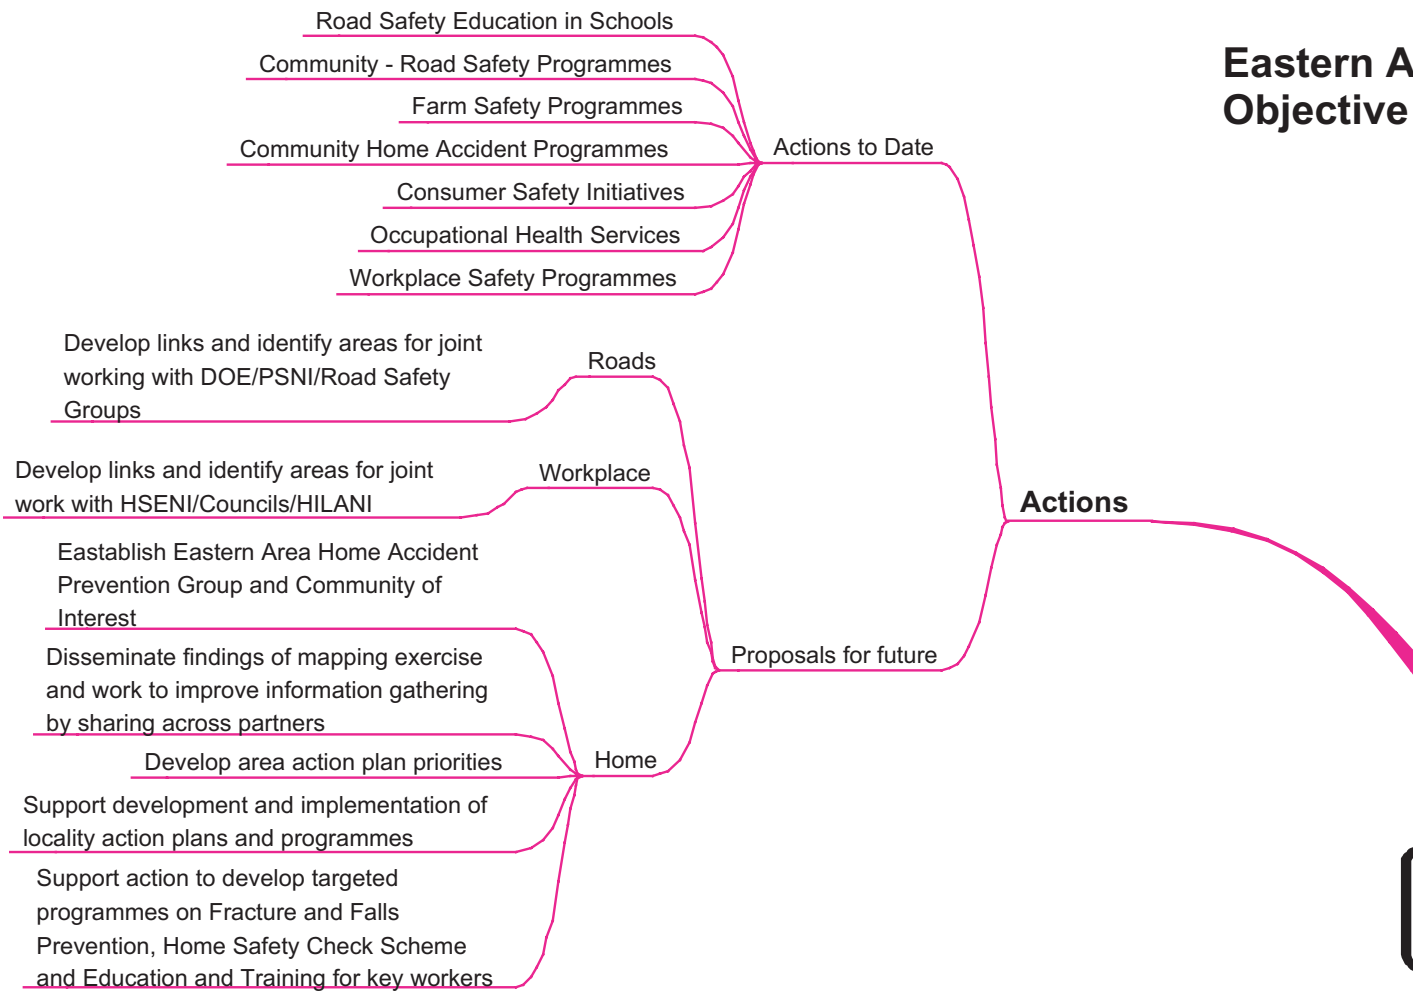 Road Safety Education in Schools
Community - Road Safety Programmes
Farm Safety Programmes
Community Home Accident Programmes
Consumer Safety Initiatives
Occupational Health Services
Workplace Safety Programmes
Actions to Date
Eastern A
Objective
Develop links and identify areas for joint
working with DOE/PSNI/Road Safety
Groups
Roads
Develop links and identify areas for joint
work with HSENI/Councils/HILANI
Workplace
Actions
Eastablish Eastern Area Home Accident
Prevention Group and Community of
Interest
Disseminate findings of mapping exercise
and work to improve information gathering
by sharing across partners
Develop area action plan priorities
Support development and implementation of
locality action plans and programmes
Support action to develop targeted
programmes on Fracture and Falls
Prevention, Home Safety Check Scheme
and Education and Training for key workers
Home
Proposals for future